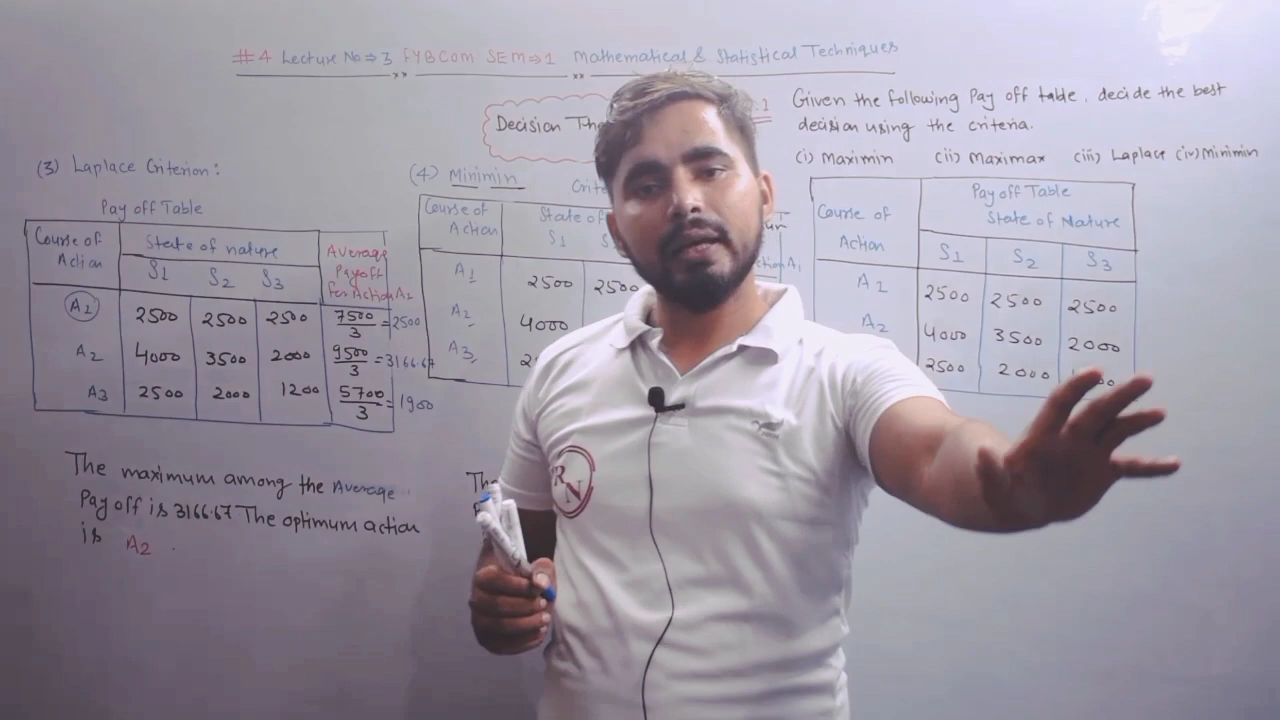 #4 Lecture No⇒3 FYBCom SEM⇒1 Mathematical & Statistical Techniques
Decision
.1 Given the following Pay off table, decide the best
decision using the criteria.
(i) Maximin (ii) Maximax (iii) Laplace (iv) Minimin
(3) Laplace Criterion:
Pay off Table
Course of Action State of nature Average Payoff for Action A1
S1 S2 S3
A1 2500 2500 2500 7500/3 = 2500
A2 4000 3500 2000 9500/3 = 3166.67
A3 2500 2000 1200 5700/3 = 1900
The maximum among the Average
Pay off is 3166.67 The optimum action
is A2.
(4) Minimin
Course of Action State of
S1
A1 2500 2500
A2 4000
A3 2
Pay off Table
Course of Action State of Nature
S1 S2 S3
A1 2500 2500 2500
A2 4000 3500 2000
2500 2000
RN